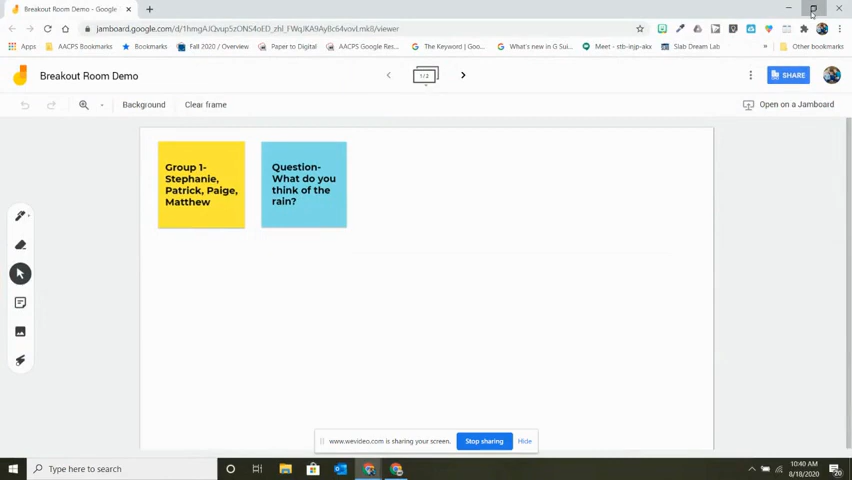 Breakout Room Demo - Google
jamboard.google.com/d/1hmgAJQvup5zONS4oED_zhl_FWqJKA9AyBc64vovLmk8/viewer
Apps
AACPS Bookmarks
Bookmarks
Fall 2020 / Overview
Paper to Digital
AACPS Google Res...
The Keyword | Goo...
What's new in G Sui...
Meet - stb-injp-akx
Slab Dream Lab
»
Other bookmarks
Breakout Room Demo
1/2
SHARE
Background
Clear frame
Open on a Jamboard
Group 1-
Stephanie,
Patrick, Paige,
Matthew
Question-
What do you
think of the
rain?
www.wevideo.com is sharing your screen.
Stop sharing
Hide
Type here to search
10:40 AM
8/18/2020
20